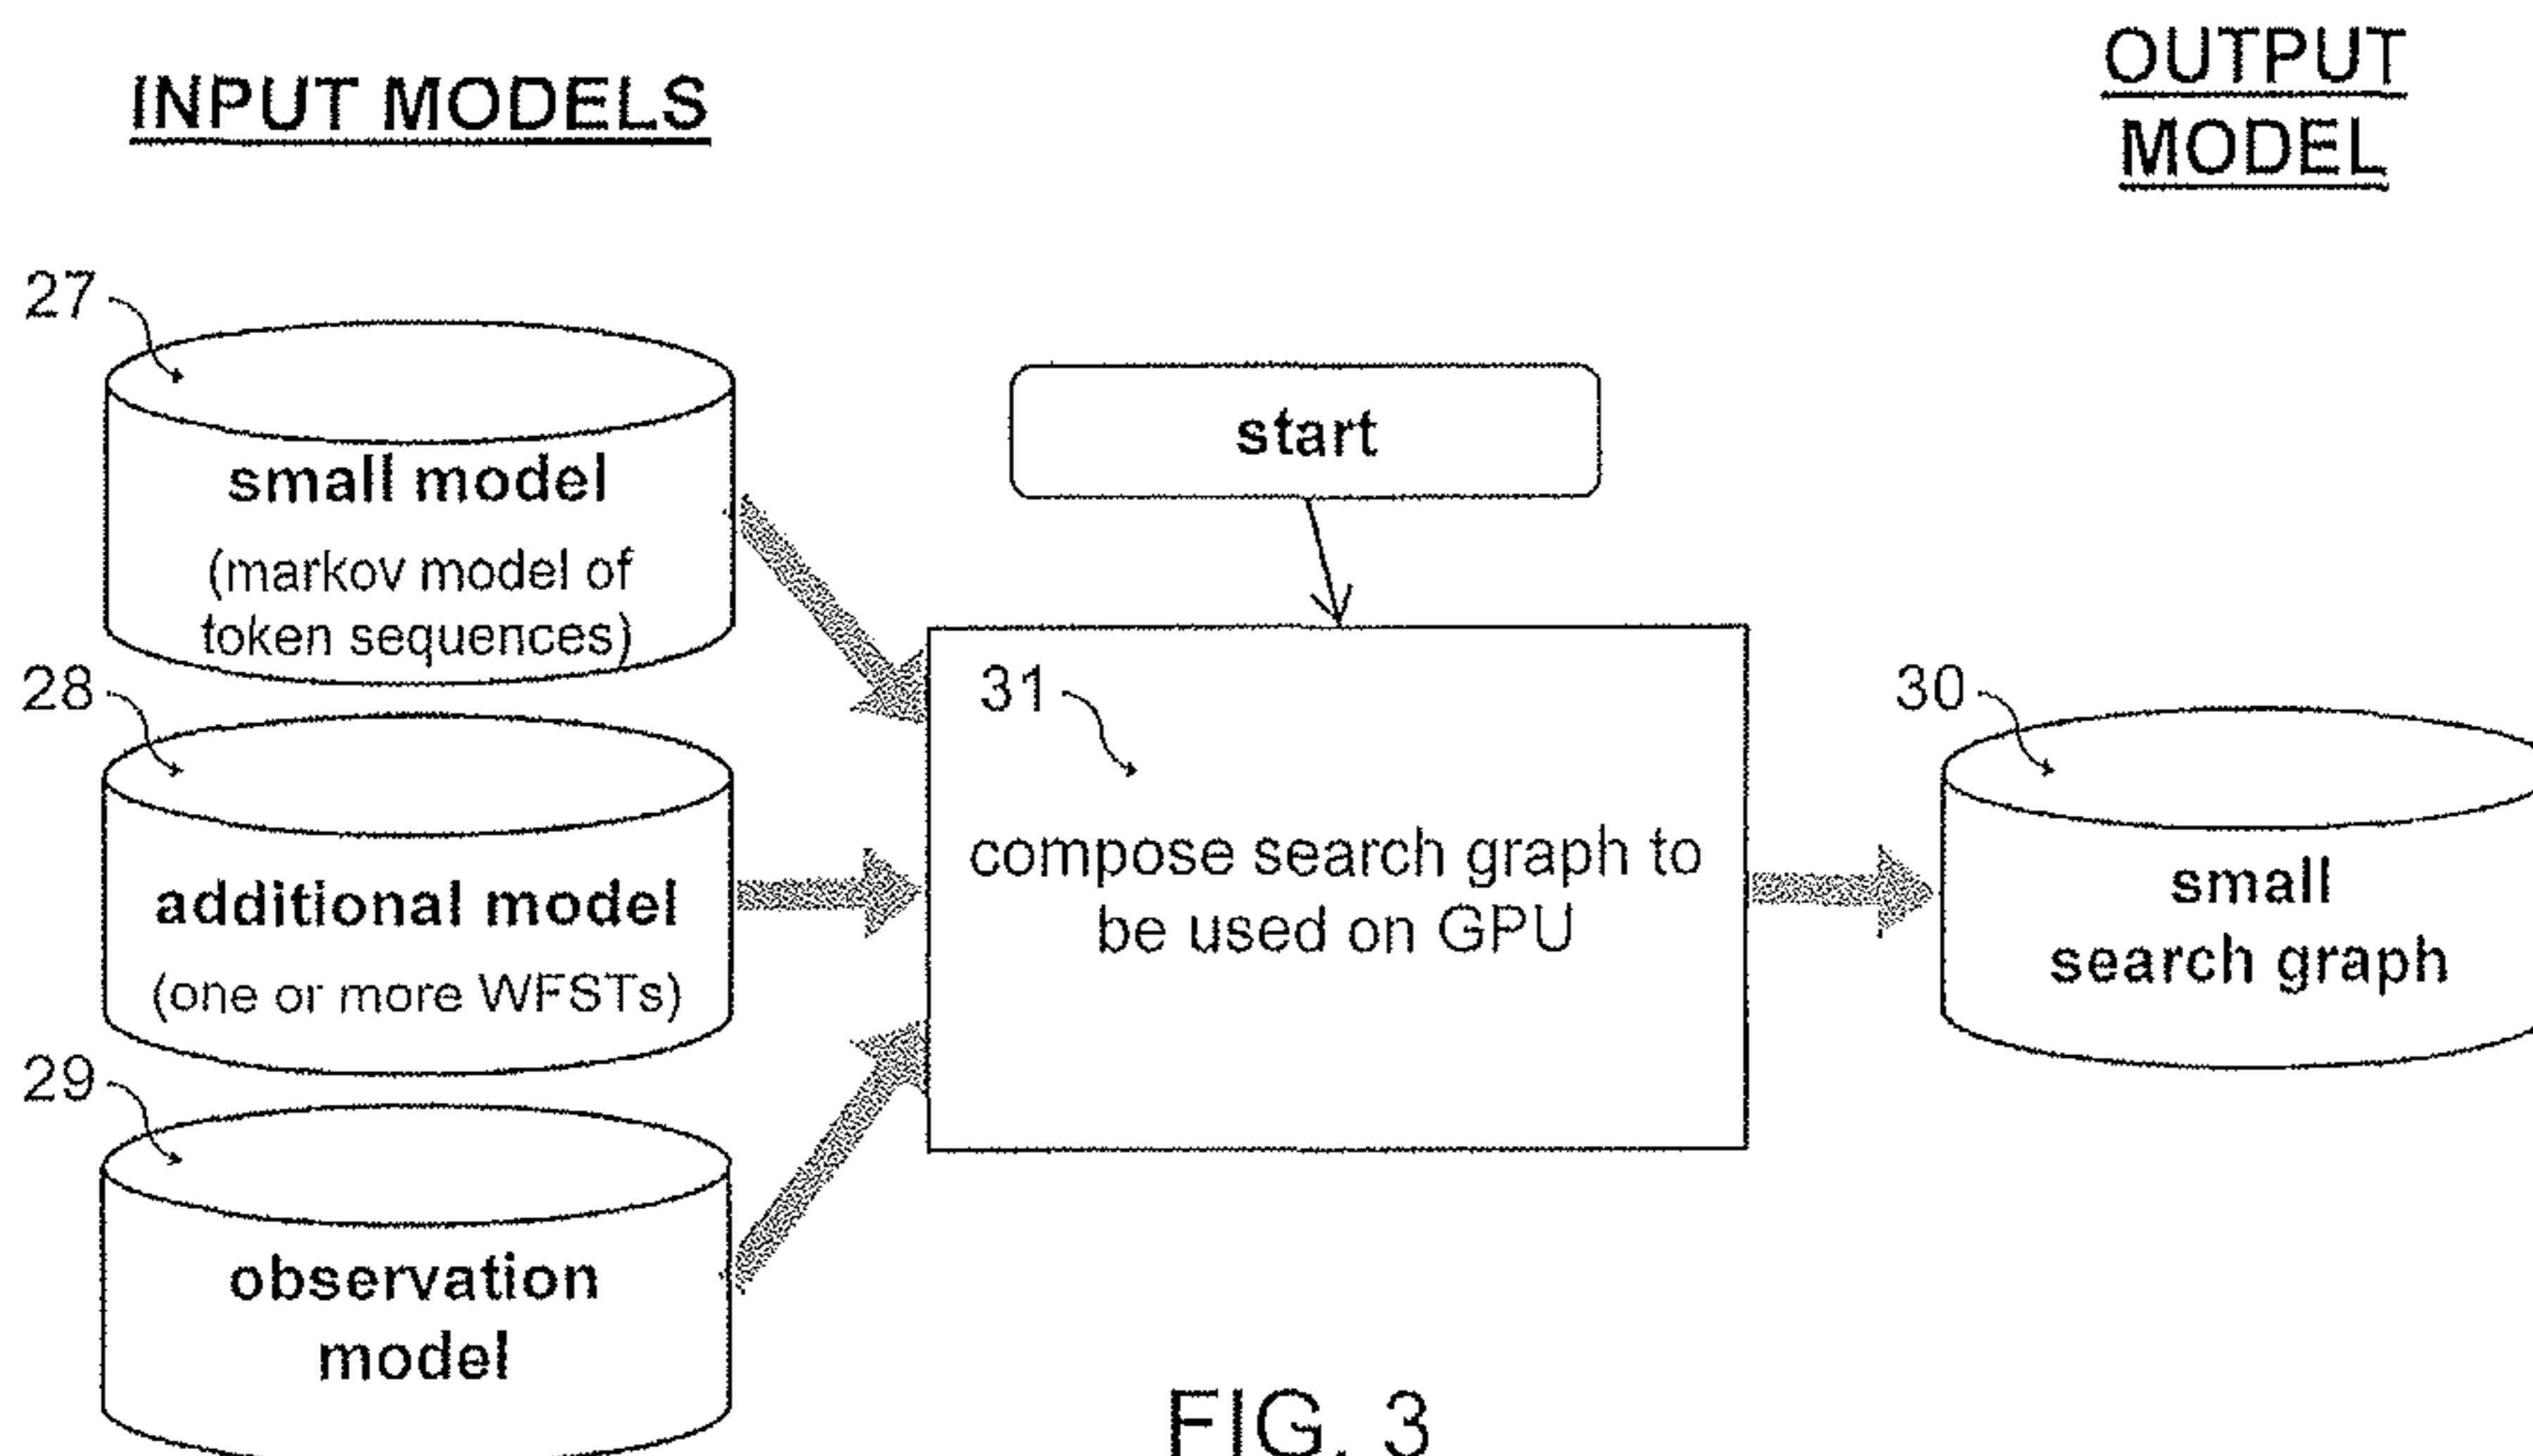 INPUT MODELS
OUTPUT
MODEL
27
small model
(markov model of
token sequences)
start
28
additional model
(one or more WFSTs)
31
compose search graph to
be used on GPU
30
small
search graph
29
observation
model
FIG. 3